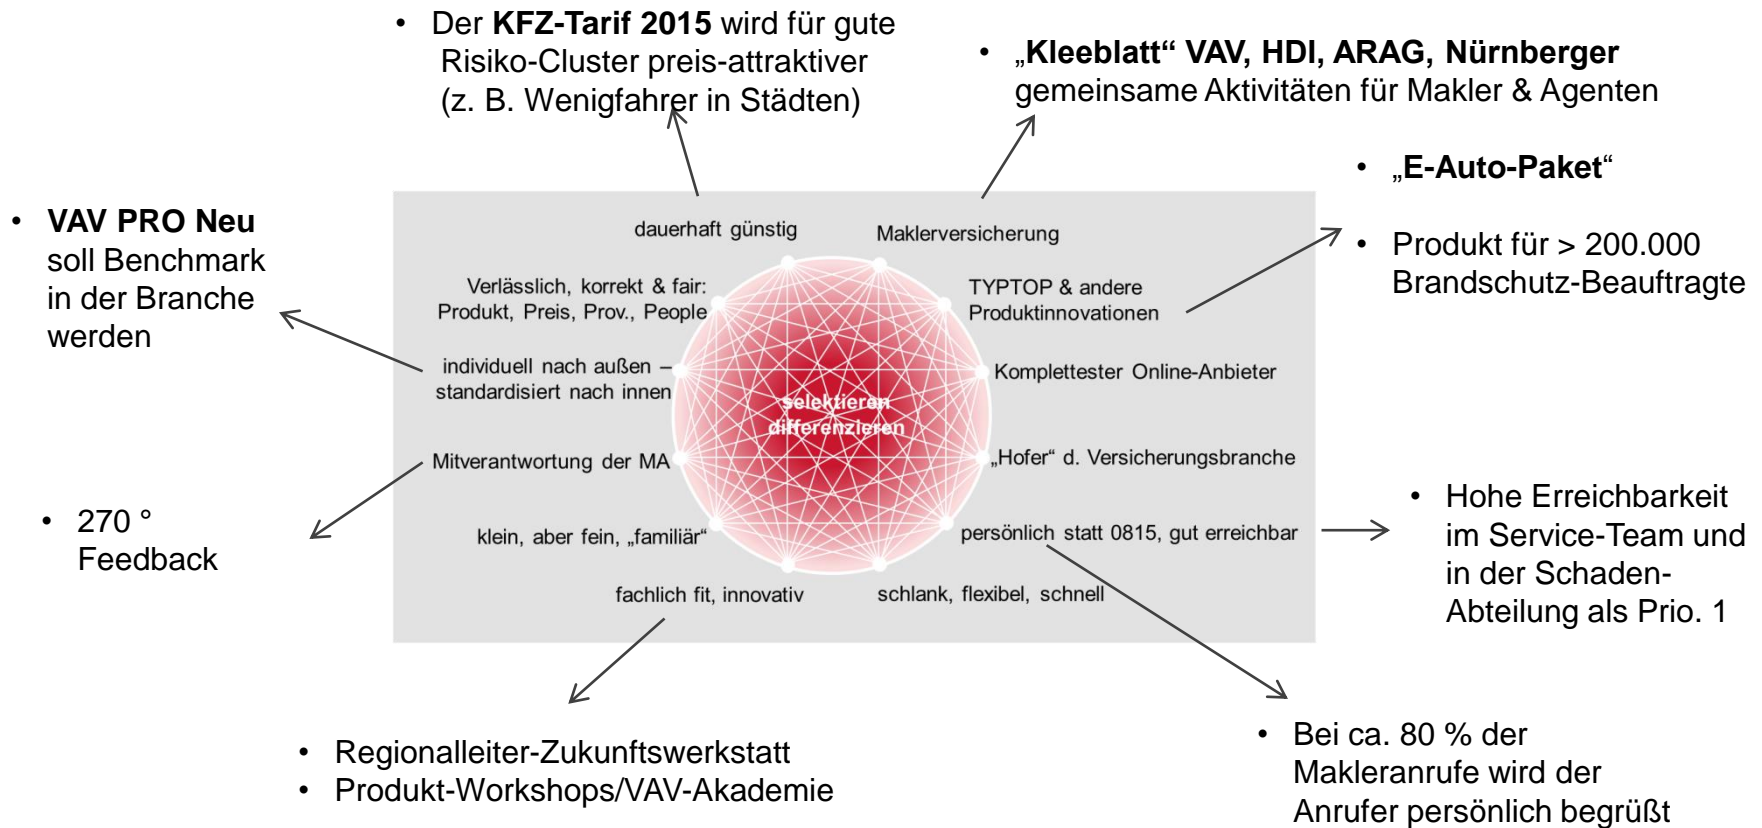 • Der KFZ-Tarif 2015 wird für gute
Risiko-Cluster preis-attraktiver
(z. B. Wenigfahrer in Städten)
• „Kleeblatt“ VAV, HDI, ARAG, Nürnberger
gemeinsame Aktivitäten für Makler & Agenten
• „E-Auto-Paket“
• Produkt für > 200.000
Brandschutz-Beauftragte
• VAV PRO Neu
soll Benchmark
in der Branche
werden
dauerhaft günstig
Maklerversicherung
Verlässlich, korrekt & fair:
Produkt, Preis, Prov., People
TYPTOP & andere
Produktinnovationen
individuell nach außen –
standardisiert nach innen
Komplettester Online-Anbieter
selektieren
differenzieren
Mitverantwortung der MA
„Hofer“ d. Versicherungsbranche
klein, aber fein, „familiär“
persönlich statt 0815, gut erreichbar
fachlich fit, innovativ
schlank, flexibel, schnell
• 270 °
Feedback
• Hohe Erreichbarkeit
im Service-Team und
in der Schaden-
Abteilung als Prio. 1
• Regionalleiter-Zukunftswerkstatt
• Produkt-Workshops/VAV-Akademie
• Bei ca. 80 % der
Makleranrufe wird der
Anrufer persönlich begrüßt